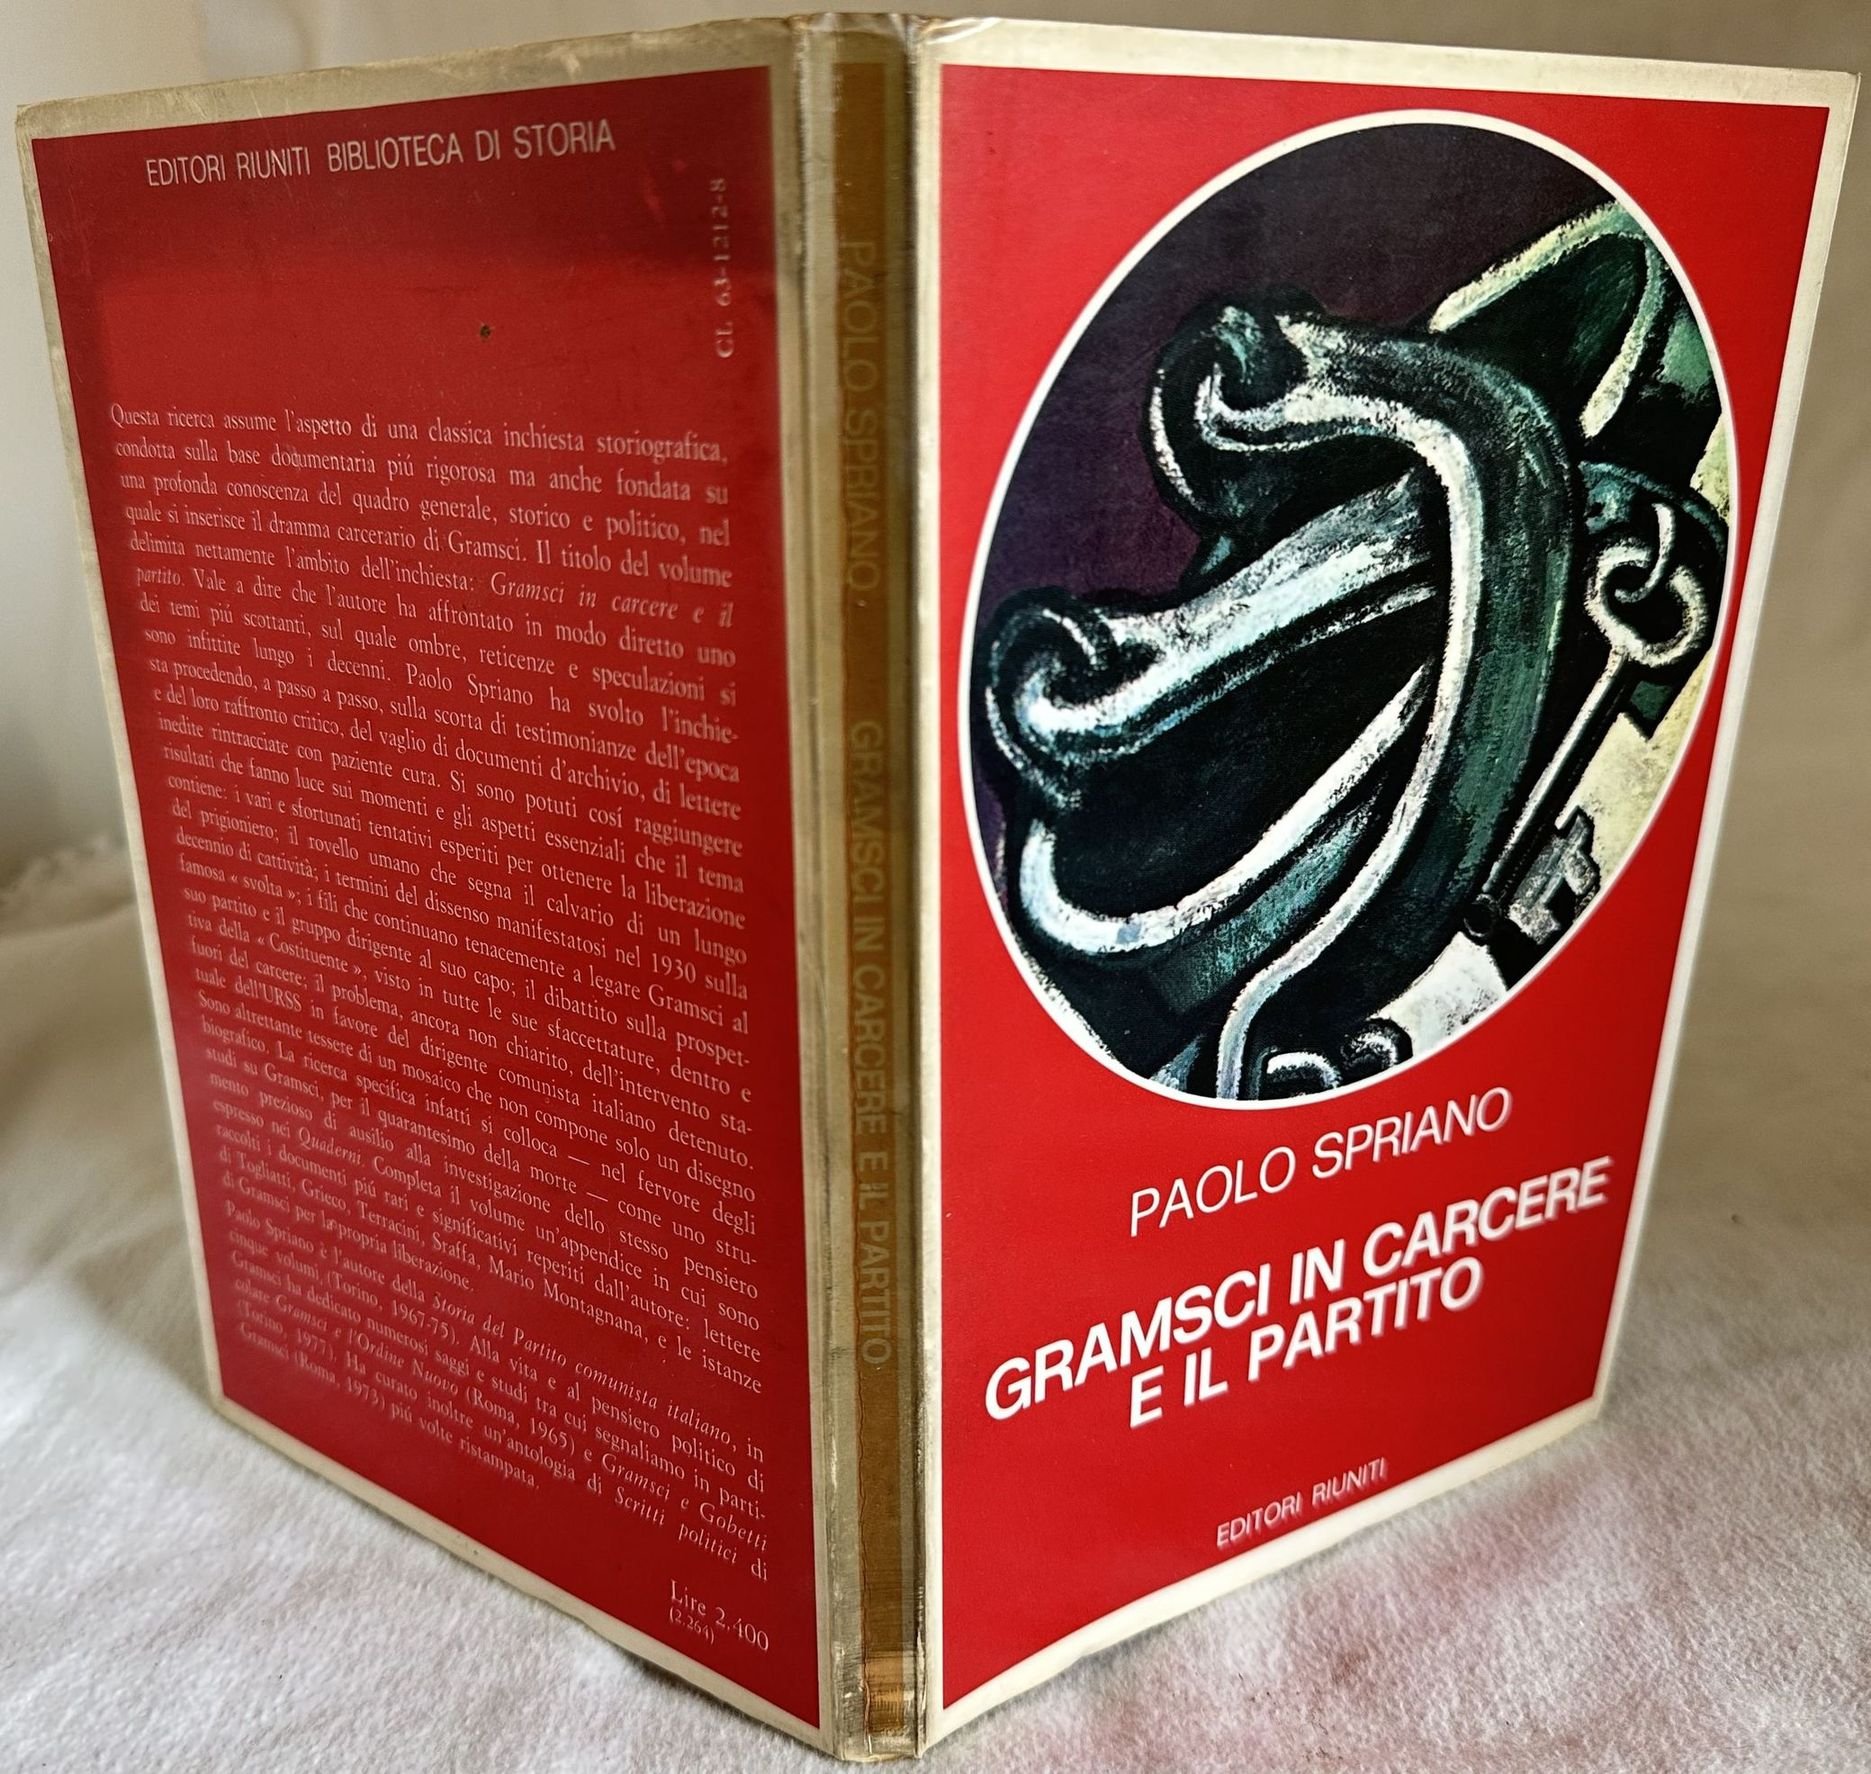 EDITORI RIUNITI BIBLIOTECA DI STORIA
CL 63-1212-8
Questa ricerca assume l'aspetto di una classica inchiesta storiografica,
condotta sulla base documentaria piú rigorosa ma anche fondata su
una profonda conoscenza del quadro generale, storico e politico, nel
quale si inserisce il dramma carcerario di Gramsci. Il titolo del volume
delimita nettamente l'ambito dell'inchiesta: Gramsci in carcere e il
partito. Vale a dire che l'autore ha affrontato in modo diretto uno
dei temi piú scottanti, sul quale ombre, reticenze e speculazioni si
sono infittite lungo i decenni. Paolo Spriano ha svolto l'inchie-
sta procedendo, a passo a passo, sulla scorta di testimonianze dell'epoca
e del loro raffronto critico, del vaglio di documenti d'archivio, di lettere
inedite rintracciate con paziente cura. Si sono potuti cosí raggiungere
risultati che fanno luce sui momenti e gli aspetti essenziali che il tema
contiene: i vari e sfortunati tentativi esperiti per ottenere la liberazione
del prigioniero; il rovello umano che segna il calvario di un lungo
decennio di cattività; i termini del dissenso manifestatosi nel 1930 sulla
famosa « svolta »; i fili che continuano tenacemente a legare Gramsci al
suo partito e il gruppo dirigente al suo capo; il dibattito sulla prospet-
tiva della « Costituente », visto in tutte le sue sfaccettature, dentro e
fuori del carcere; il problema, ancora non chiarito, dell'intervento sta-
tuale dell'URSS in favore del dirigente comunista italiano detenuto.
Sono altrettante tessere di un mosaico che non compone solo un disegno
biografico. La ricerca specifica infatti si colloca — nel fervore degli
studi su Gramsci, per il quarantesimo della morte — come uno stru-
mento prezioso di ausilio alla investigazione dello stesso pensiero
espresso nei Quaderni. Completa il volume un'appendice in cui sono
raccolti i documenti piú rari e significativi reperiti dall'autore: lettere
di Togliatti, Grieco, Terracini, Sraffa, Mario Montagnana, e le istanze
di Gramsci per la propria liberazione.
Paolo Spriano è l'autore della Storia del Partito comunista italiano, in
cinque volumi, (Torino, 1967-75). Alla vita e al pensiero politico di
Gramsci ha dedicato numerosi saggi e studi tra cui segnaliamo in parti-
colare Gramsci e l'Ordine Nuovo (Roma, 1965) e Gramsci e Gobetti
(Torino, 1977). Ha curato inoltre un'antologia di Scritti politici di
Gramsci (Roma, 1973) piú volte ristampata.
Lire 2.400
(2.264)
PAOLO SPRIANO GRAMSCI IN CARCERE E IL PARTITO
PAOLO SPRIANO
GRAMSCI IN CARCERE
E IL PARTITO
EDITORI RIUNITI